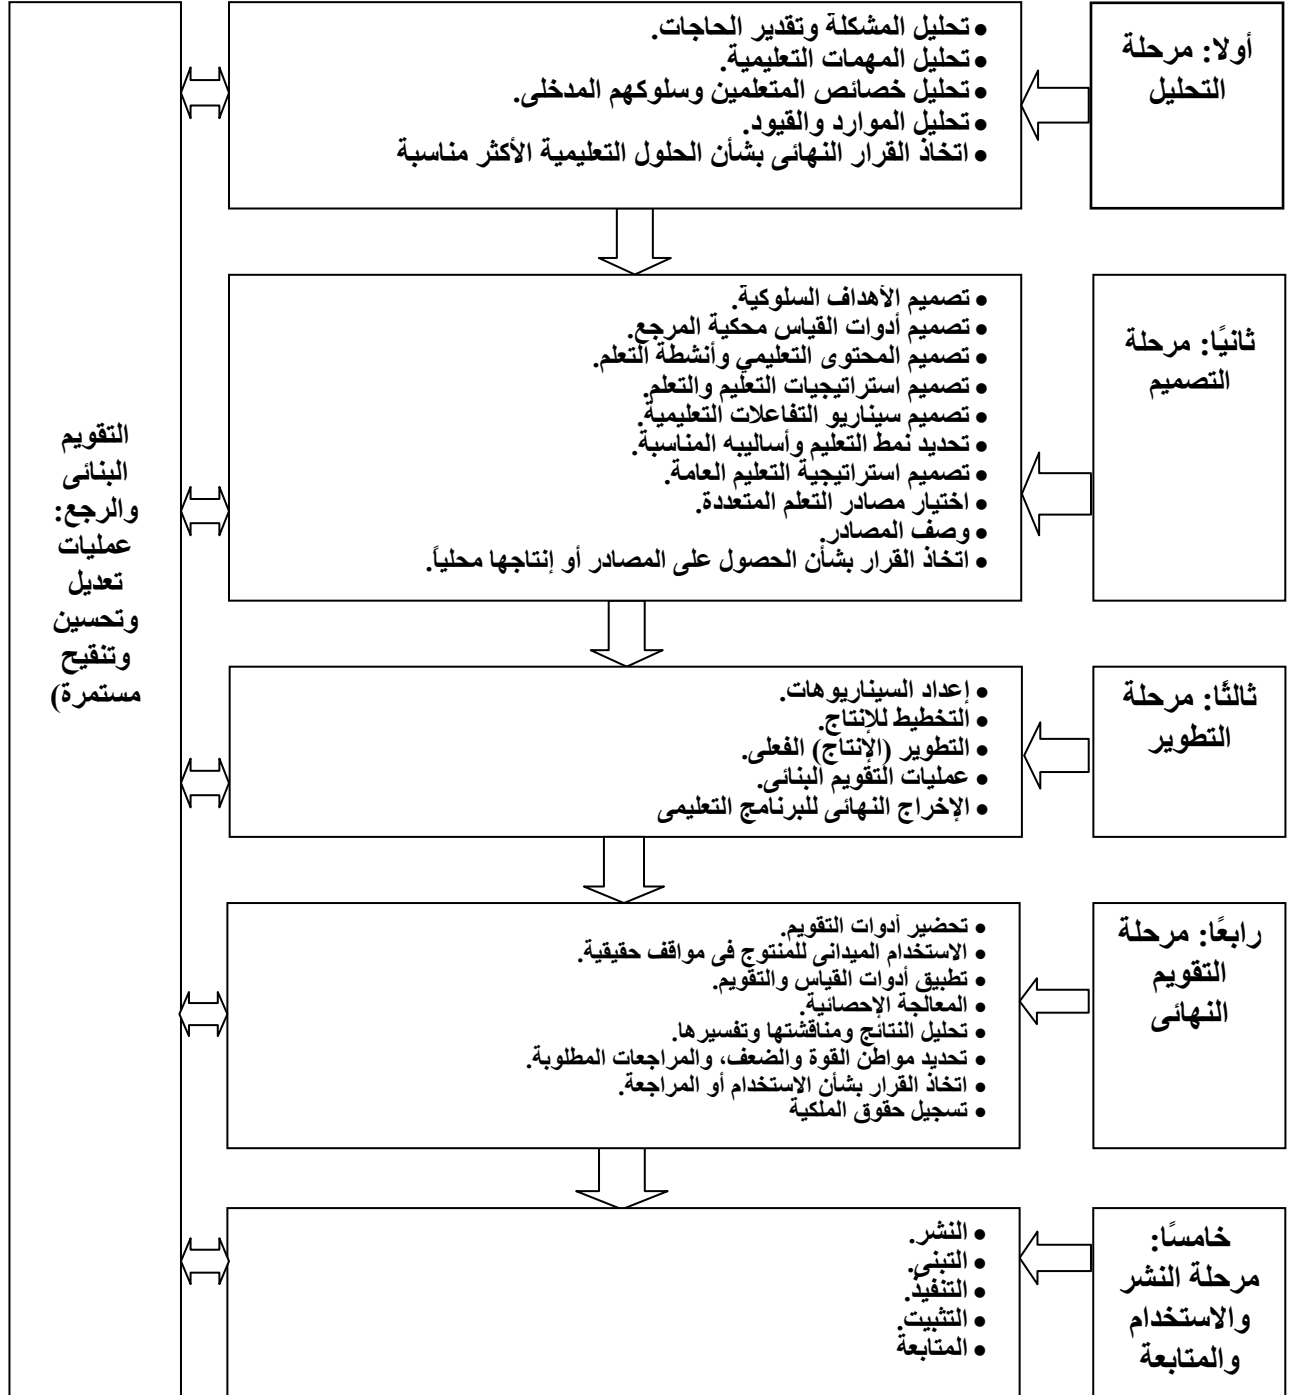 أولا: مرحلة
التحليل
• تحليل المشكلة وتقدير الحاجات.
• تحليل المهمات التعليمية.
• تحليل خصائص المتعلمين وسلوكهم المدخلى.
• تحليل الموارد والقيود.
• اتخاذ القرار النهائى بشأن الحلول التعليمية الأكثر مناسبة
ثانيًا: مرحلة
التصميم
• تصميم الأهداف السلوكية.
• تصميم أدوات القياس محكية المرجع.
• تصميم المحتوى التعليمي وأنشطة التعلم.
• تصميم استراتيجيات التعليم والتعلم.
• تصميم سيناريو التفاعلات التعليمية.
• تحديد نمط التعليم وأساليبه المناسبة.
• تصميم استراتيجية التعليم العامة.
• اختيار مصادر التعلم المتعددة.
• وصف المصادر.
• اتخاذ القرار بشأن الحصول على المصادر أو إنتاجها محلياً.
ثالثًا: مرحلة
التطوير
• إعداد السيناريوهات.
• التخطيط للإنتاج.
• التطوير (الإنتاج) الفعلى.
• عمليات التقويم البنائى.
• الإخراج النهائى للبرنامج التعليمى
رابعًا: مرحلة
التقويم
النهائى
• تحضير أدوات التقويم.
• الاستخدام الميدانى للمنتوج فى مواقف حقيقية.
• تطبيق أدوات القياس والتقويم.
• المعالجة الإحصائية.
• تحليل النتائج ومناقشتها وتفسيرها.
• تحديد مواطن القوة والضعف، والمراجعات المطلوبة.
• اتخاذ القرار بشأن الاستخدام أو المراجعة.
• تسجيل حقوق الملكية
خامسًا:
مرحلة النشر
والاستخدام
والمتابعة
• النشر.
• التبنى.
• التنفيذ.
• التثبيت.
• المتابعة
التقويم
البنائى
والرجع:
عمليات
تعديل
وتحسين
وتنقيح
مستمرة)